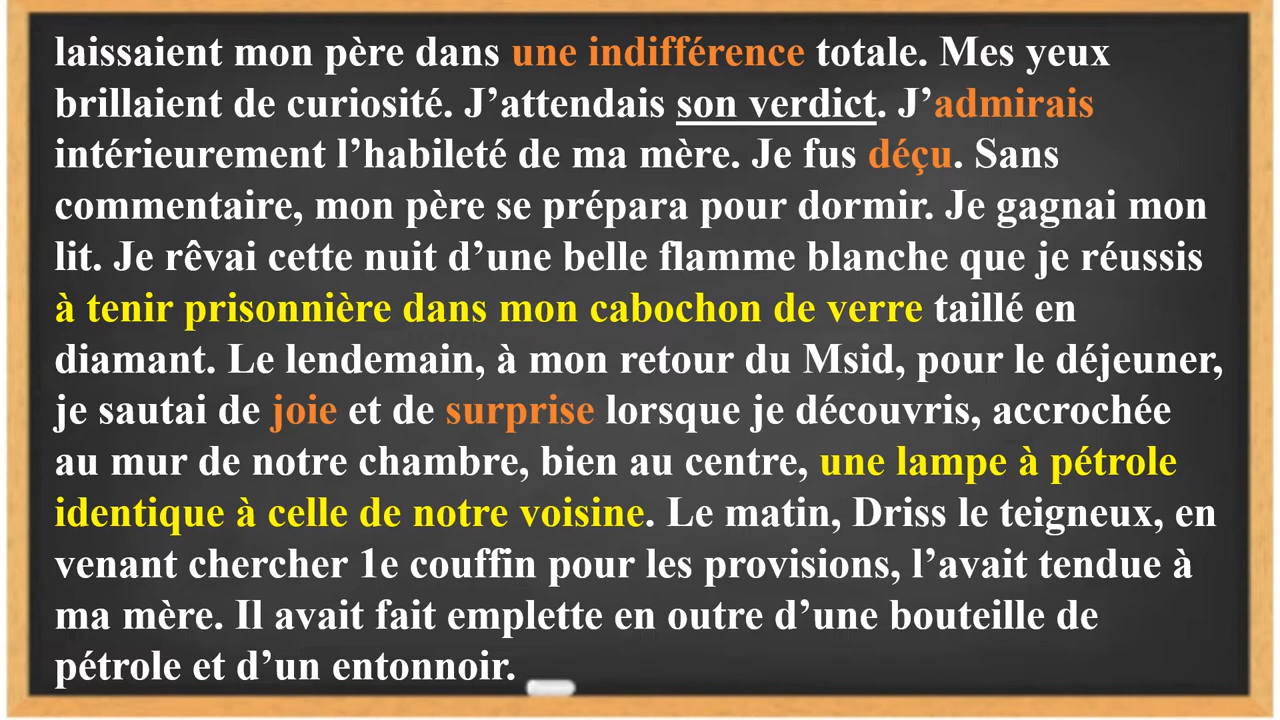 laissaient mon père dans une indifférence totale. Mes yeux
brillaient de curiosité. J’attendais son verdict. J’admirais
intérieurement l’habileté de ma mère. Je fus déçu. Sans
commentaire, mon père se prépara pour dormir. Je gagnai mon
lit. Je rêvai cette nuit d’une belle flamme blanche que je réussis
à tenir prisonnière dans mon cabochon de verre taillé en
diamant. Le lendemain, à mon retour du Msid, pour le déjeuner,
je sautai de joie et de surprise lorsque je découvris, accrochée
au mur de notre chambre, bien au centre, une lampe à pétrole
identique à celle de notre voisine. Le matin, Driss le teigneux, en
venant chercher 1e couffin pour les provisions, l’avait tendue à
ma mère. Il avait fait emplette en outre d’une bouteille de
pétrole et d’un entonnoir.